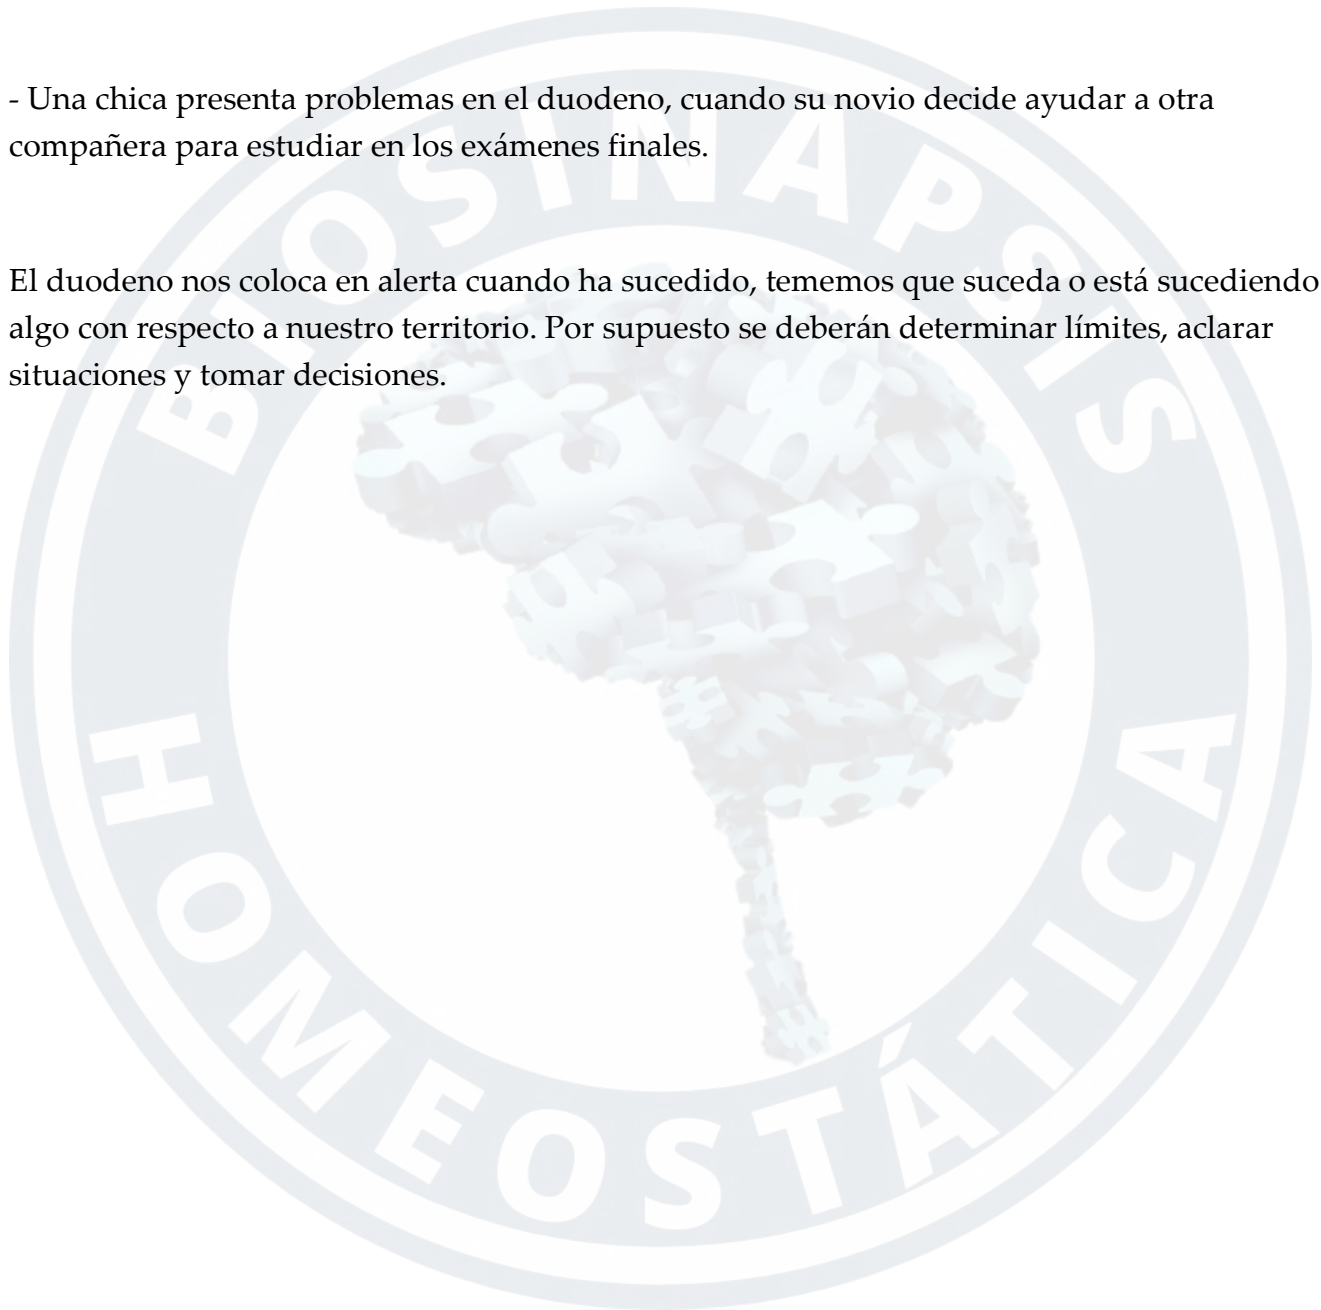 - Una chica presenta problemas en el duodeno, cuando su novio decide ayudar a otra
compañera para estudiar en los exámenes finales.
El duodeno nos coloca en alerta cuando ha sucedido, tememos que suceda o está sucediendo
algo con respecto a nuestro territorio. Por supuesto se deberán determinar límites, aclarar
situaciones y tomar decisiones.
BIOSINAPSIS
HOMEOSTÁTICA